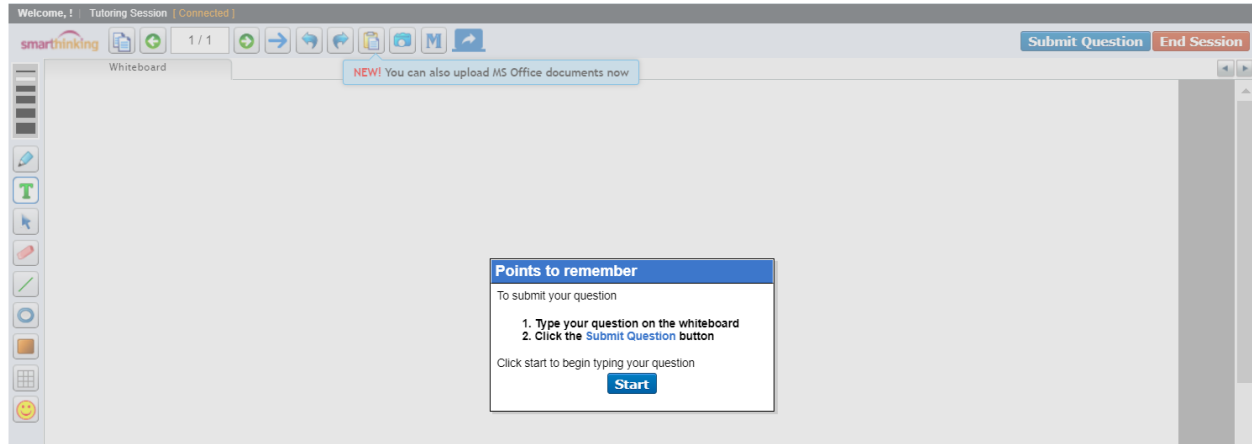 Welcome, ! | Tutoring Session [ Connected ]
smarthinking 1 / 1 M Submit Question End Session
Whiteboard
NEW! You can also upload MS Office documents now
T
Points to remember
To submit your question
1. Type your question on the whiteboard
2. Click the Submit Question button
Click start to begin typing your question
Start